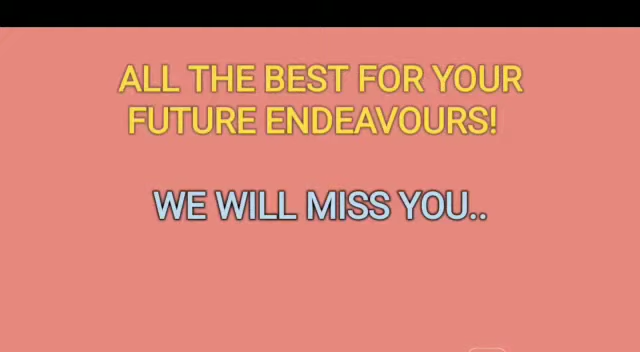 ALL THE BEST FOR YOUR
FUTURE ENDEAVOURS!
WE WILL MISS YOU..